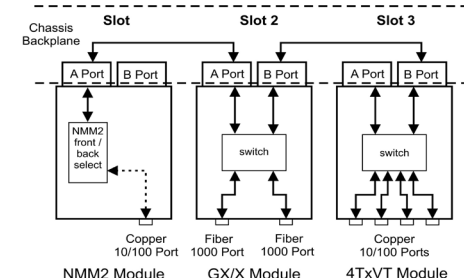 Chassis
Backplane
Slot
Slot 2
Slot 3
A Port
B Port
A Port
B Port
A Port
B Port
NMM2
front /
back
select
switch
switch
Copper
10/100 Port
Fiber
1000 Port
Fiber
1000 Port
Copper
10/100 Ports
NMM2 Module
GX/X Module
4TxVT Module